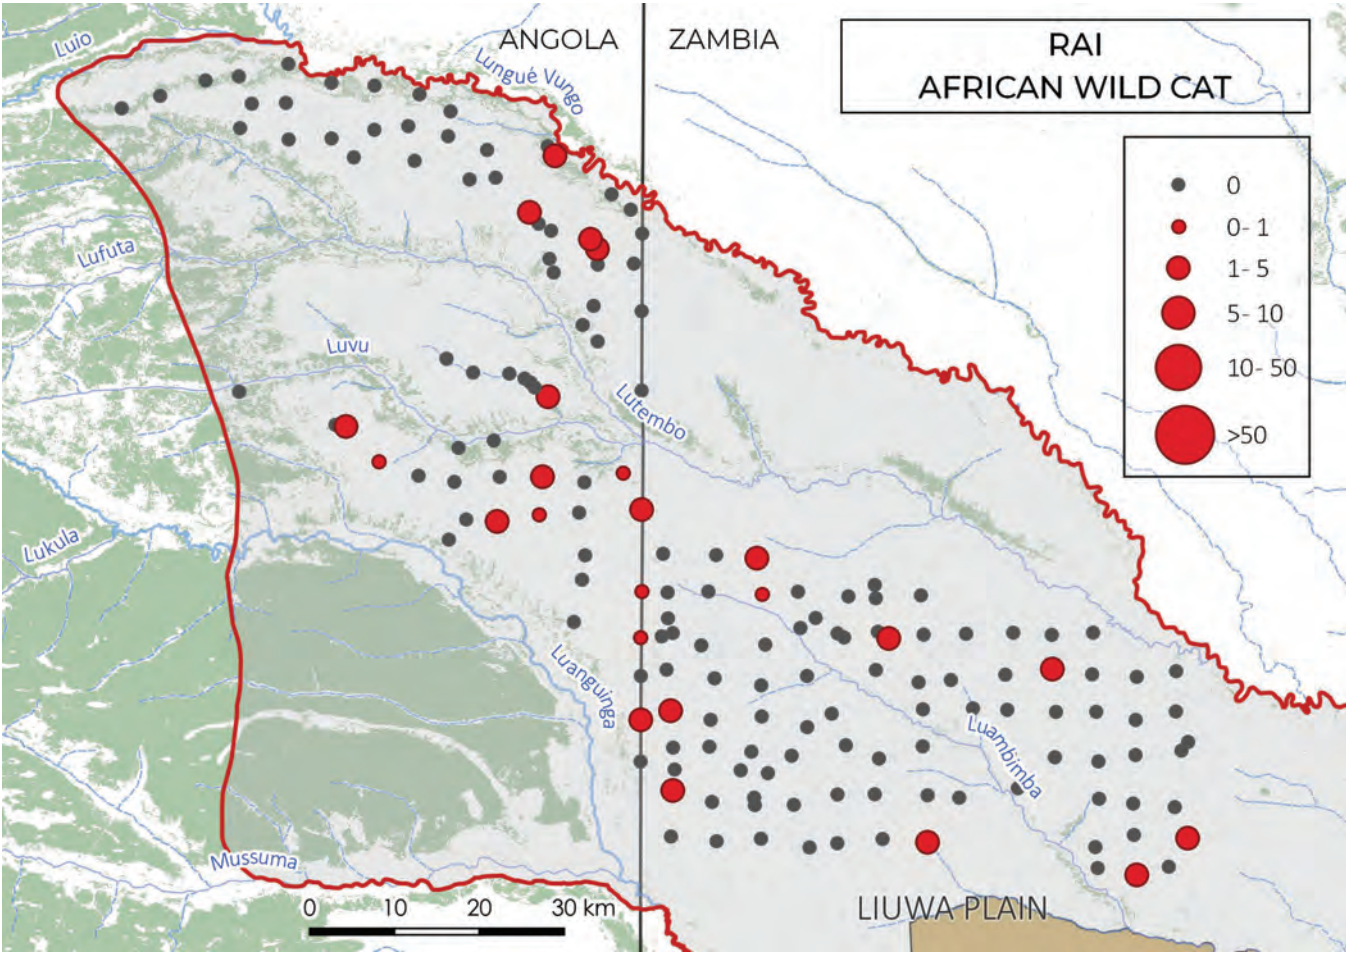 ANGOLA
ZAMBIA
RAI
AFRICAN WILD CAT
0
0- 1
1- 5
5- 10
10- 50
>50
Luio
Lungué Vungo
Lufuta
Luvu
Lutembo
Lukula
Luanguinga
Luambimba
Mussuma
LIUWA PLAIN
0 10 20 30 km